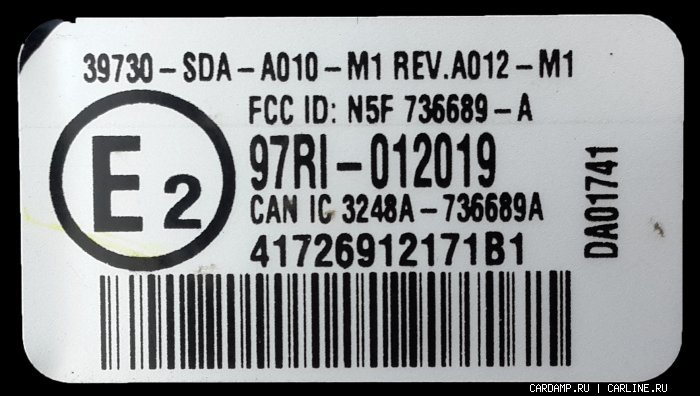 39730-SDA-A010-M1 REV.A012-M1
FCC ID: N5F 736689-A
E2
97RI-012019
CAN IC 3248A-736689A
41726912171B1
DA01741
CARDAMP.RU | CARLINE.RU